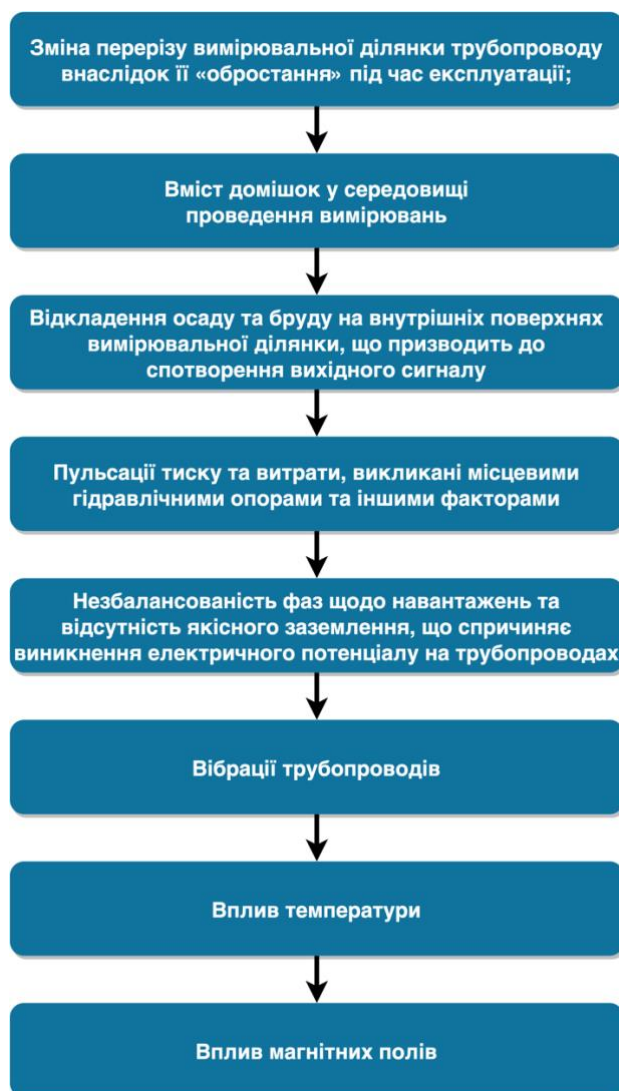 Зміна перерізу вимірювальної ділянки трубопроводу
внаслідок її «обростання» під час експлуатації;
Вміст домішок у середовищі
проведення вимірювань
Відкладення осаду та бруду на внутрішніх поверхнях
вимірювальної ділянки, що призводить до
спотворення вихідного сигналу
Пульсації тиску та витрати, викликані місцевими
гідравлічними опорами та іншими факторами
Незбалансованість фаз щодо навантажень та
відсутність якісного заземлення, що спричиняє
виникнення електричного потенціалу на трубопроводах
Вібрації трубопроводів
Вплив температури
Вплив магнітних полів